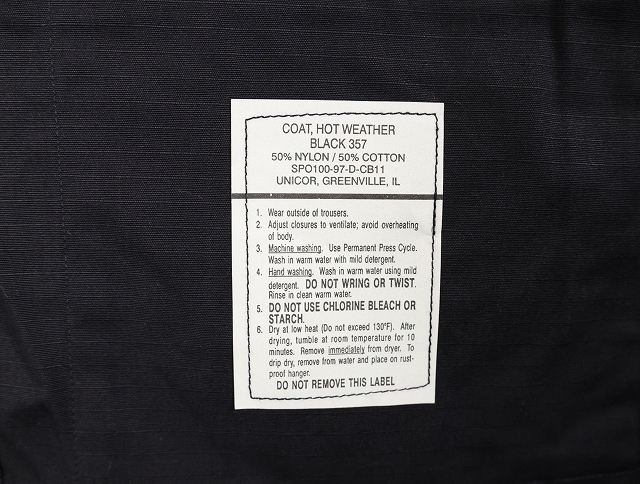 COAT, HOT WEATHER
BLACK 357
50% NYLON / 50% COTTON
SPO100-97-D-CB11
UNICOR, GREENVILLE, IL
1. Wear outside of trousers.
2. Adjust closures to ventilate; avoid overheating
of body.
3. Machine washing. Use Permanent Press Cycle.
Wash in warm water with mild detergent.
4. Hand washing. Wash in warm water using mild
detergent. DO NOT WRING OR TWIST.
Rinse in clean warm water.
5. DO NOT USE CHLORINE BLEACH OR
STARCH.
6. Dry at low heat (Do not exceed 130°F). After
drying, tumble at room temperature for 10
minutes. Remove immediately from dryer. To
drip dry, remove from water and place on rust-
proof hanger.
DO NOT REMOVE THIS LABEL